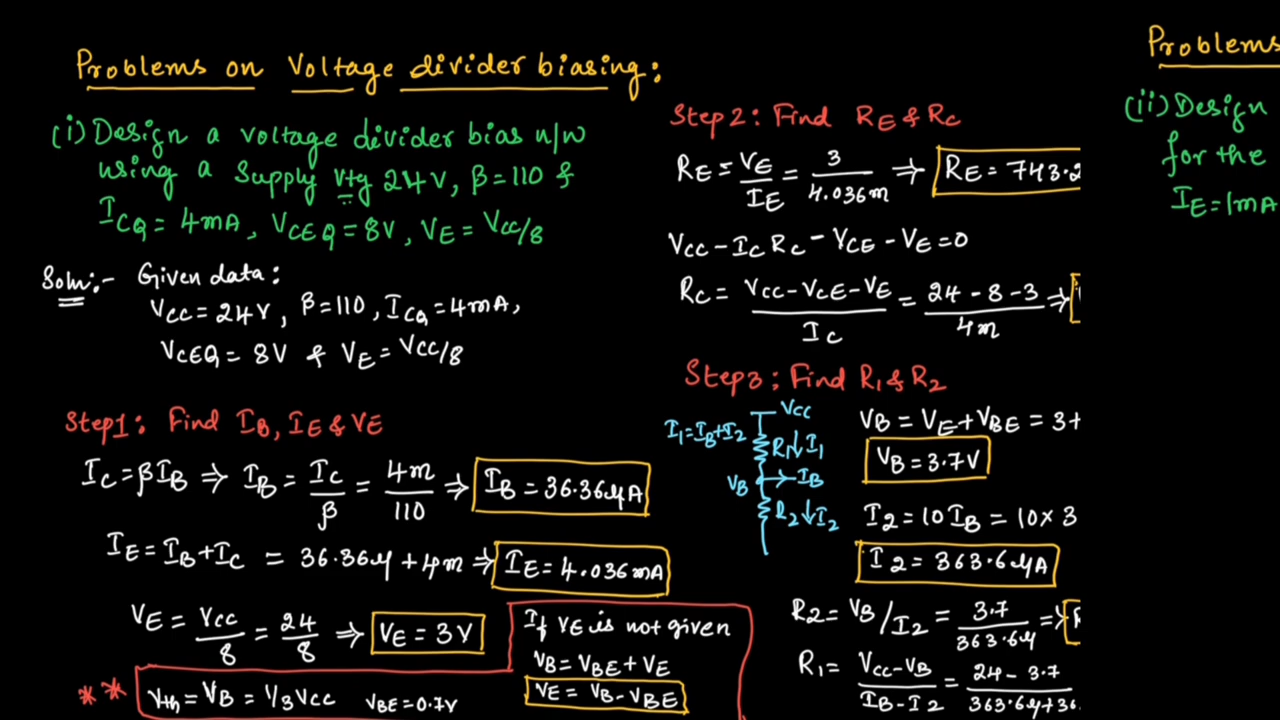 Problems on Voltage divider biasing:
(i) Design a voltage divider bias n/w
using a supply vtg 24V, β=110 &
ICQ = 4mA, VCEQ = 8V, VE = VCC/8
Soln:- Given data:
VCC = 24V, β=110, ICQ = 4mA,
VCEQ = 8V & VE = VCC/8
Step1: Find IB, IE & VE
IC = βIB ⇒ IB = IC/β = 4m/110 ⇒ IB = 36.36μA
IE = IB + IC = 36.36μ + 4m ⇒ IE = 4.036mA
VE = VCC/8 = 24/8 ⇒ VE = 3V
If VE is not given
VB = VBE + VE
VE = VB - VBE
** Vth = VB = 1/3 VCC VBE = 0.7V
Step2: Find RE & RC
RE = VE/IE = 3/4.036m ⇒ RE = 743.2
VCC - IC RC - VCE - VE = 0
RC = VCC - VCE - VE/IC = 24 - 8 - 3/4m ⇒
Step3: Find R1 & R2
VCC
I1 = IB + I2
R1 ↓ I1
VB → IB
R2 ↓ I2
VB = VE + VBE = 3+
VB = 3.7V
I2 = 10IB = 10 × 3
I2 = 363.6μA
R2 = VB/I2 = 3.7/363.6μ ⇒
R1 = VCC - VB/IB - I2 = 24 - 3.7/363.6μ + 36.
Problems
(ii) Design
for the
IE = 1mA